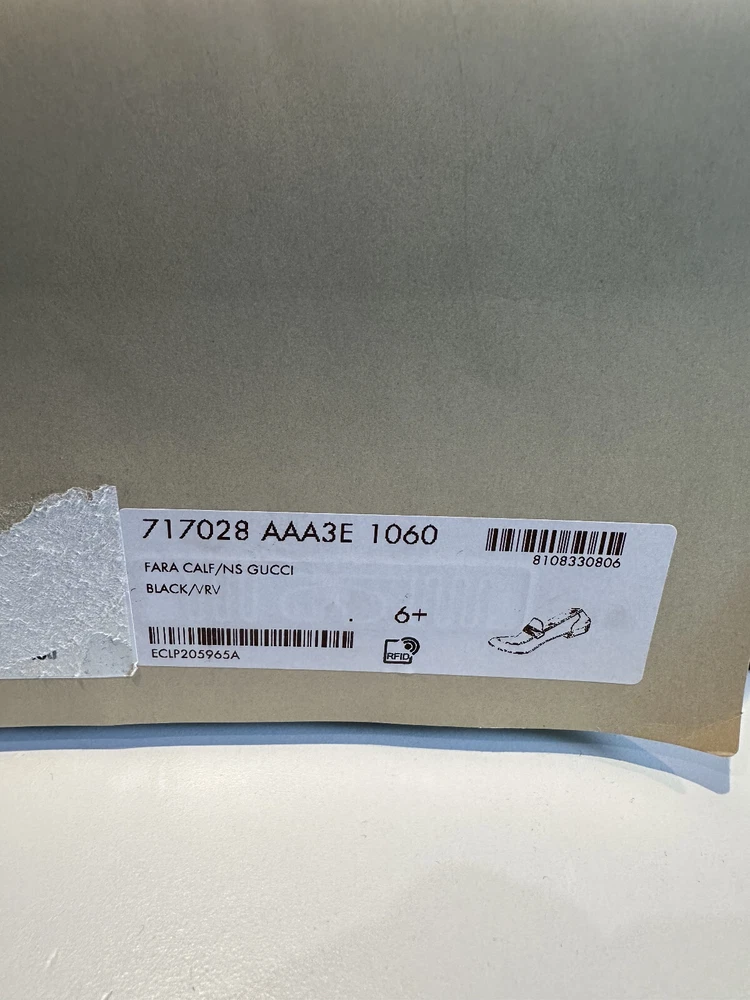 717028 AAA3E 1060
8108330806
FARA CALF/NS GUCCI
BLACK/VRV
6+
ECLP205965A
RFID